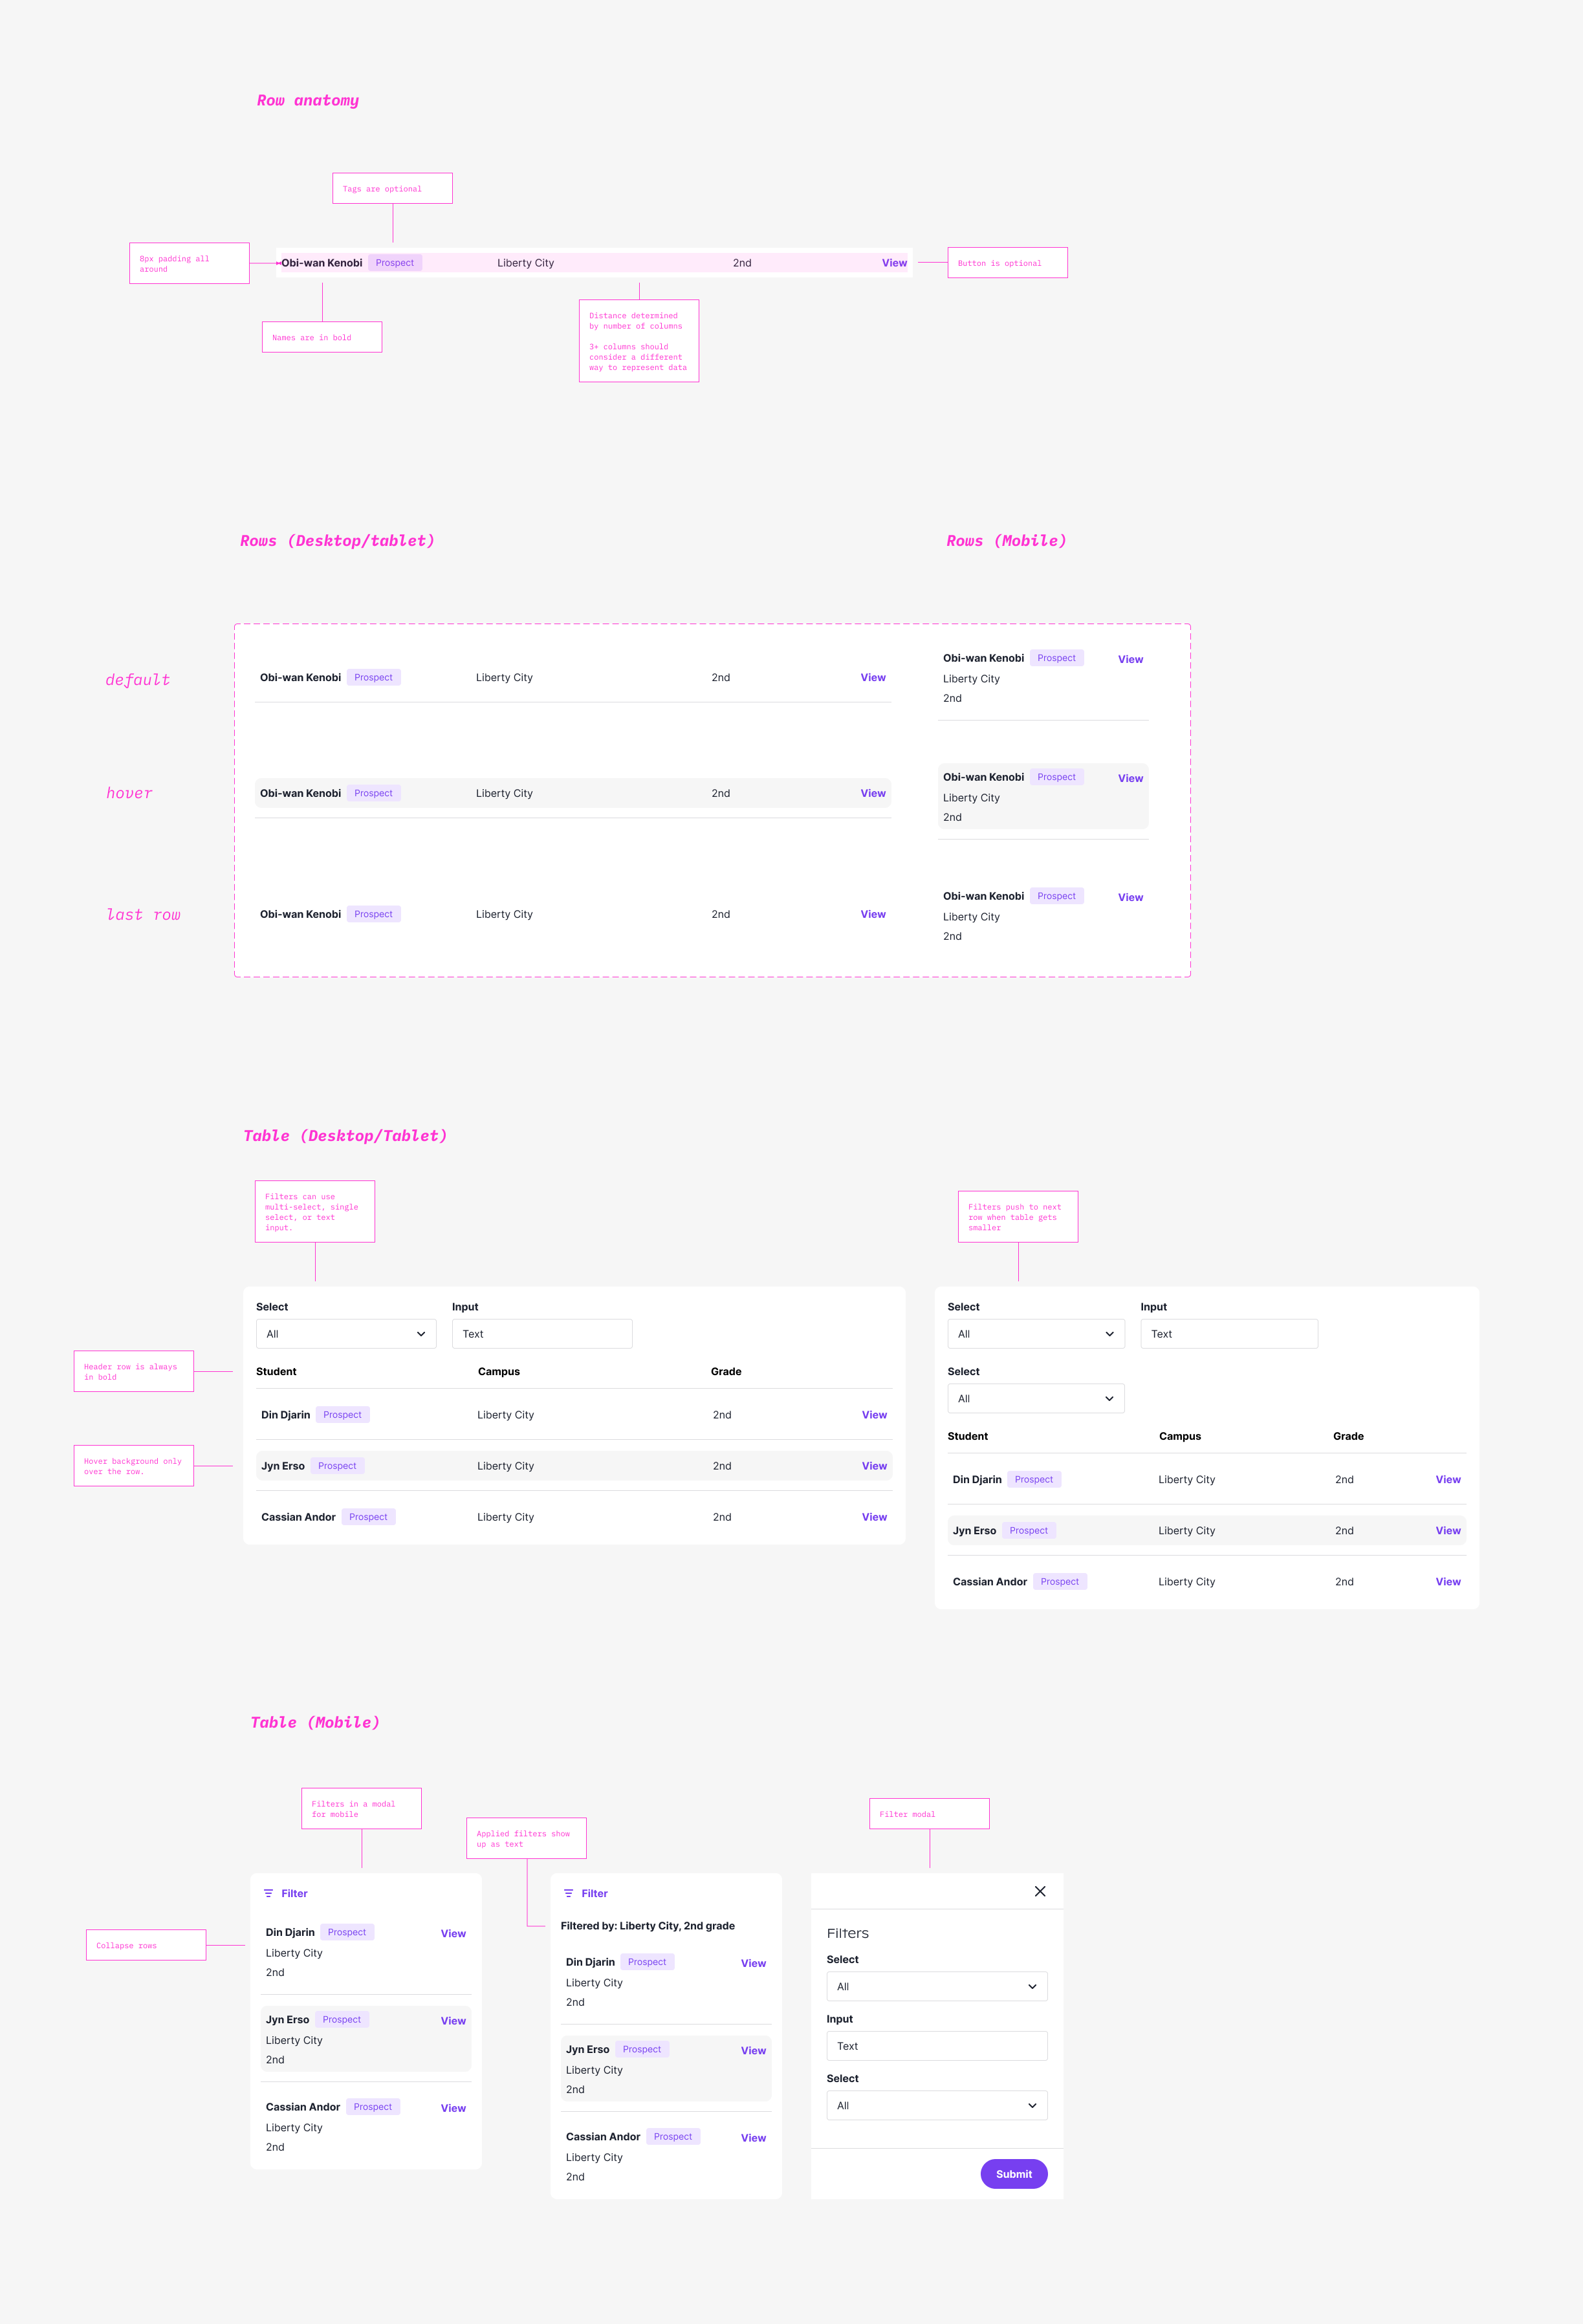 Row anatomy
Tags are optional
8px padding all
around
Obi-wan Kenobi Prospect Liberty City 2nd View
Button is optional
Names are in bold
Distance determined
by number of columns
3+ columns should
consider a different
way to represent data
Rows (Desktop/tablet)
Rows (Mobile)
default
Obi-wan Kenobi Prospect Liberty City 2nd View
Obi-wan Kenobi Prospect View
Liberty City
2nd
hover
Obi-wan Kenobi Prospect Liberty City 2nd View
Obi-wan Kenobi Prospect View
Liberty City
2nd
last row
Obi-wan Kenobi Prospect Liberty City 2nd View
Obi-wan Kenobi Prospect View
Liberty City
2nd
Table (Desktop/Tablet)
Filters can use
multi-select, single
select, or text
input.
Select Input
All Text
Header row is always
in bold
Student Campus Grade
Din Djarin Prospect Liberty City 2nd View
Hover background only
over the row.
Jyn Erso Prospect Liberty City 2nd View
Cassian Andor Prospect Liberty City 2nd View
Filters push to next
row when table gets
smaller
Select Input
All Text
Select
All
Student Campus Grade
Din Djarin Prospect Liberty City 2nd View
Jyn Erso Prospect Liberty City 2nd View
Cassian Andor Prospect Liberty City 2nd View
Table (Mobile)
Filters in a modal
for mobile
Filter
Collapse rows
Din Djarin Prospect View
Liberty City
2nd
Jyn Erso Prospect View
Liberty City
2nd
Cassian Andor Prospect View
Liberty City
2nd
Applied filters show
up as text
Filter
Filtered by: Liberty City, 2nd grade
Din Djarin Prospect View
Liberty City
2nd
Jyn Erso Prospect View
Liberty City
2nd
Cassian Andor Prospect View
Liberty City
2nd
Filter modal
Filters
Select
All
Input
Text
Select
All
Submit